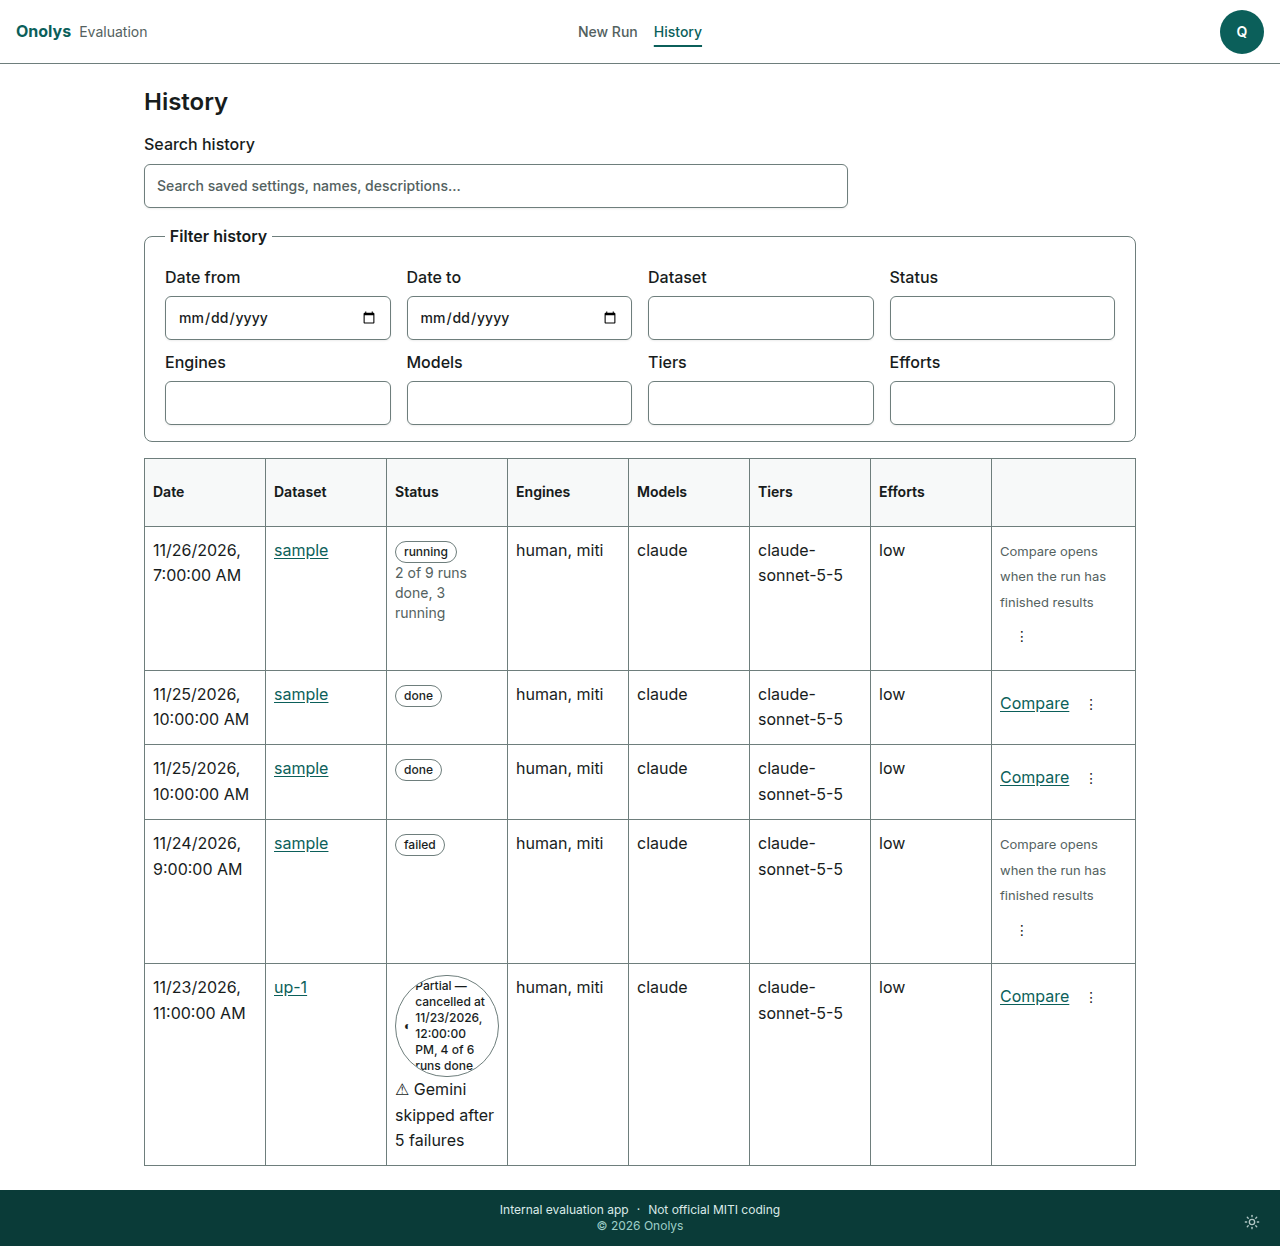 Onolys Evaluation
New Run History
Q
History
Search history
Search saved settings, names, descriptions...
Filter history
Date from Date to Dataset Status
mm/dd/yyyy mm/dd/yyyy
Engines Models Tiers Efforts
Date Dataset Status Engines Models Tiers Efforts
11/26/2026,
7:00:00 AM
sample
running
2 of 9 runs
done, 3
running
human, miti
claude
claude-
sonnet-5-5
low
Compare opens
when the run has
finished results
⋮
11/25/2026,
10:00:00 AM
sample
done
human, miti
claude
claude-
sonnet-5-5
low
Compare ⋮
11/25/2026,
10:00:00 AM
sample
done
human, miti
claude
claude-
sonnet-5-5
low
Compare ⋮
11/24/2026,
9:00:00 AM
sample
failed
human, miti
claude
claude-
sonnet-5-5
low
Compare opens
when the run has
finished results
⋮
11/23/2026,
11:00:00 AM
up-1
Partial —
cancelled at
11/23/2026,
12:00:00
PM, 4 of 6
runs done
⚠ Gemini
skipped after
5 failures
human, miti
claude
claude-
sonnet-5-5
low
Compare ⋮
Internal evaluation app · Not official MITI coding
© 2026 Onolys